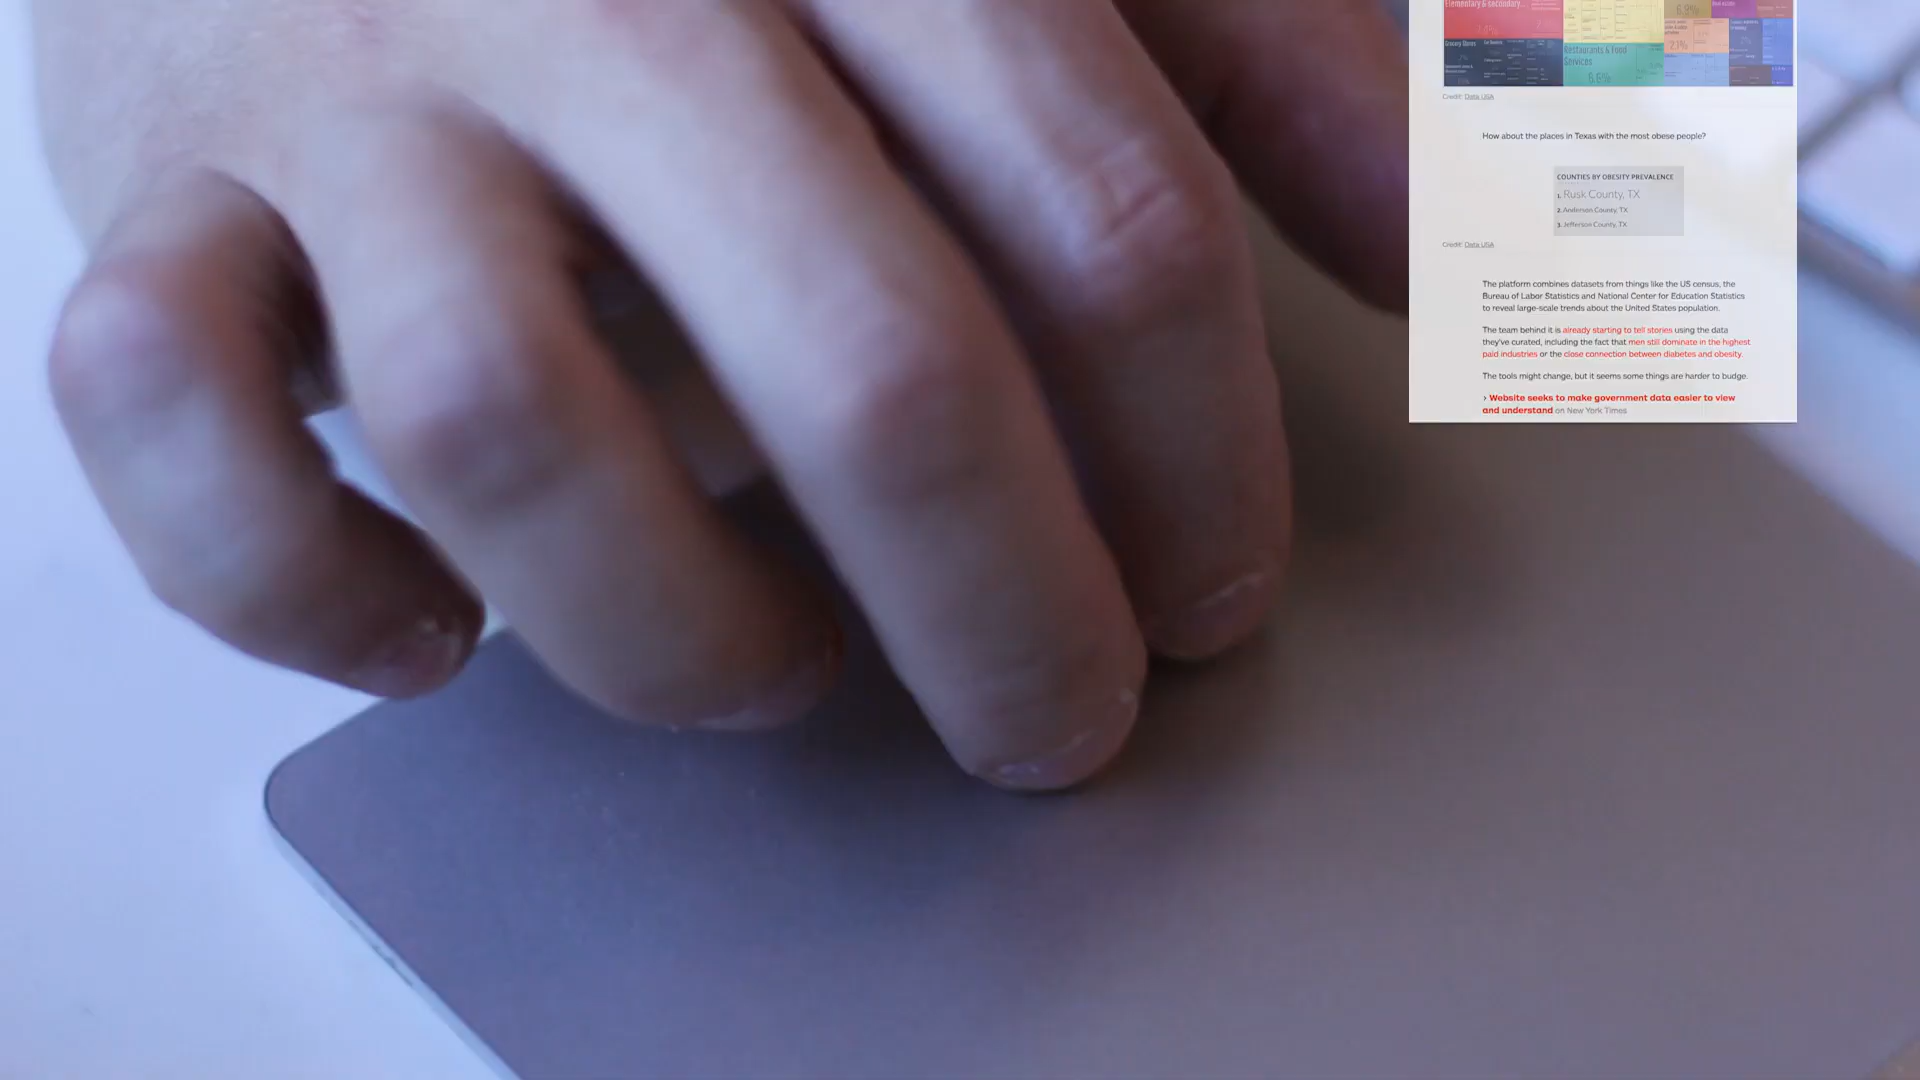 Elementary & secondary...
6.8%
Grocery Stores
2.1%
Restaurants & Food
Services
6.6%
Credit: Data USA
How about the places in Texas with the most obese people?
COUNTIES BY OBESITY PREVALENCE
1. Rusk County, TX
2. Anderson County, TX
3. Jefferson County, TX
Credit: Data USA
The platform combines datasets from things like the US census, the
Bureau of Labor Statistics and National Center for Education Statistics
to reveal large-scale trends about the United States population.
The team behind it is already starting to tell stories using the data
they've curated, including the fact that men still dominate in the highest
paid industries or the close connection between diabetes and obesity.
The tools might change, but it seems some things are harder to budge.
› Website seeks to make government data easier to view
and understand on New York Times